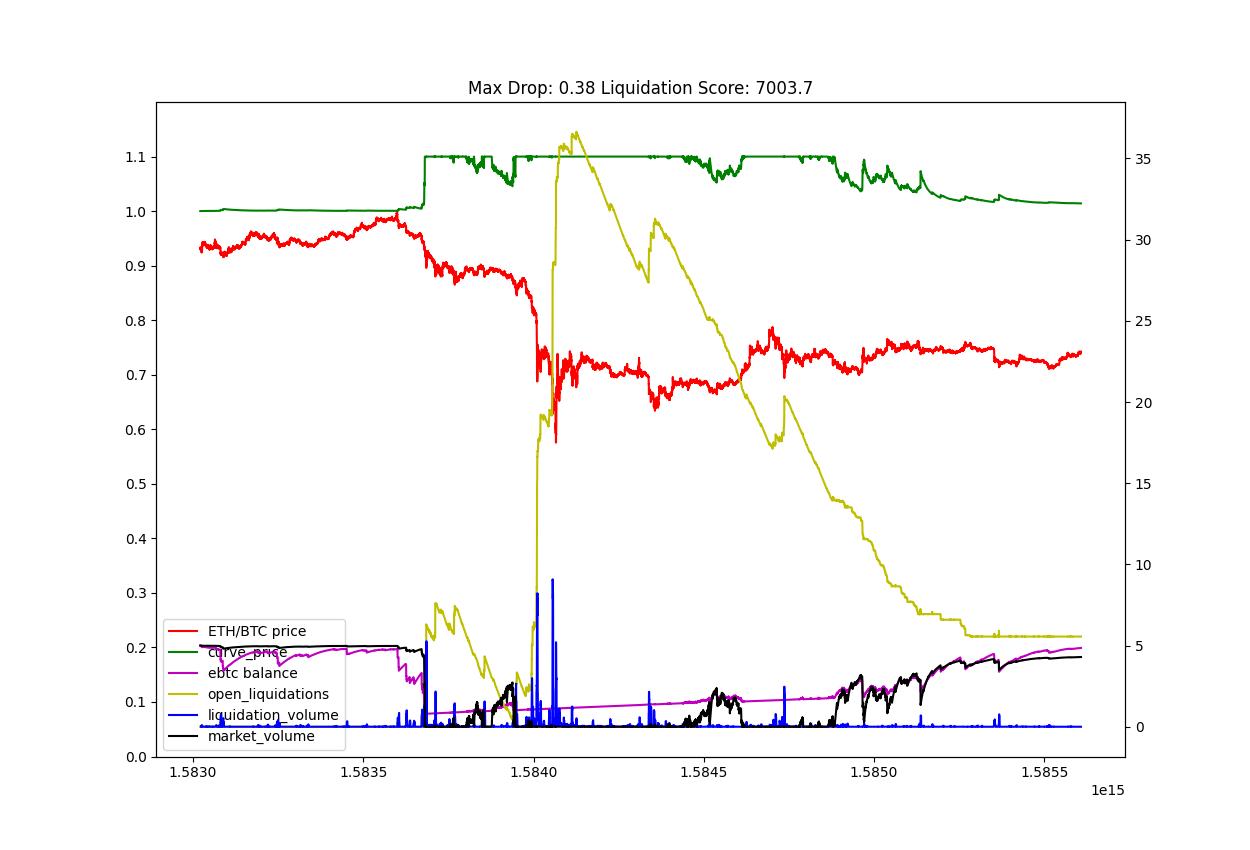 Max Drop: 0.38 Liquidation Score: 7003.7
1.1
1.0
0.9
0.8
0.7
0.6
0.5
0.4
0.3
0.2
0.1
0.0
35
30
25
20
15
10
5
0
ETH/BTC price
curve_price
ebtc balance
open_liquidations
liquidation_volume
market_volume
1.5830 1.5835 1.5840 1.5845 1.5850 1.5855
1e15